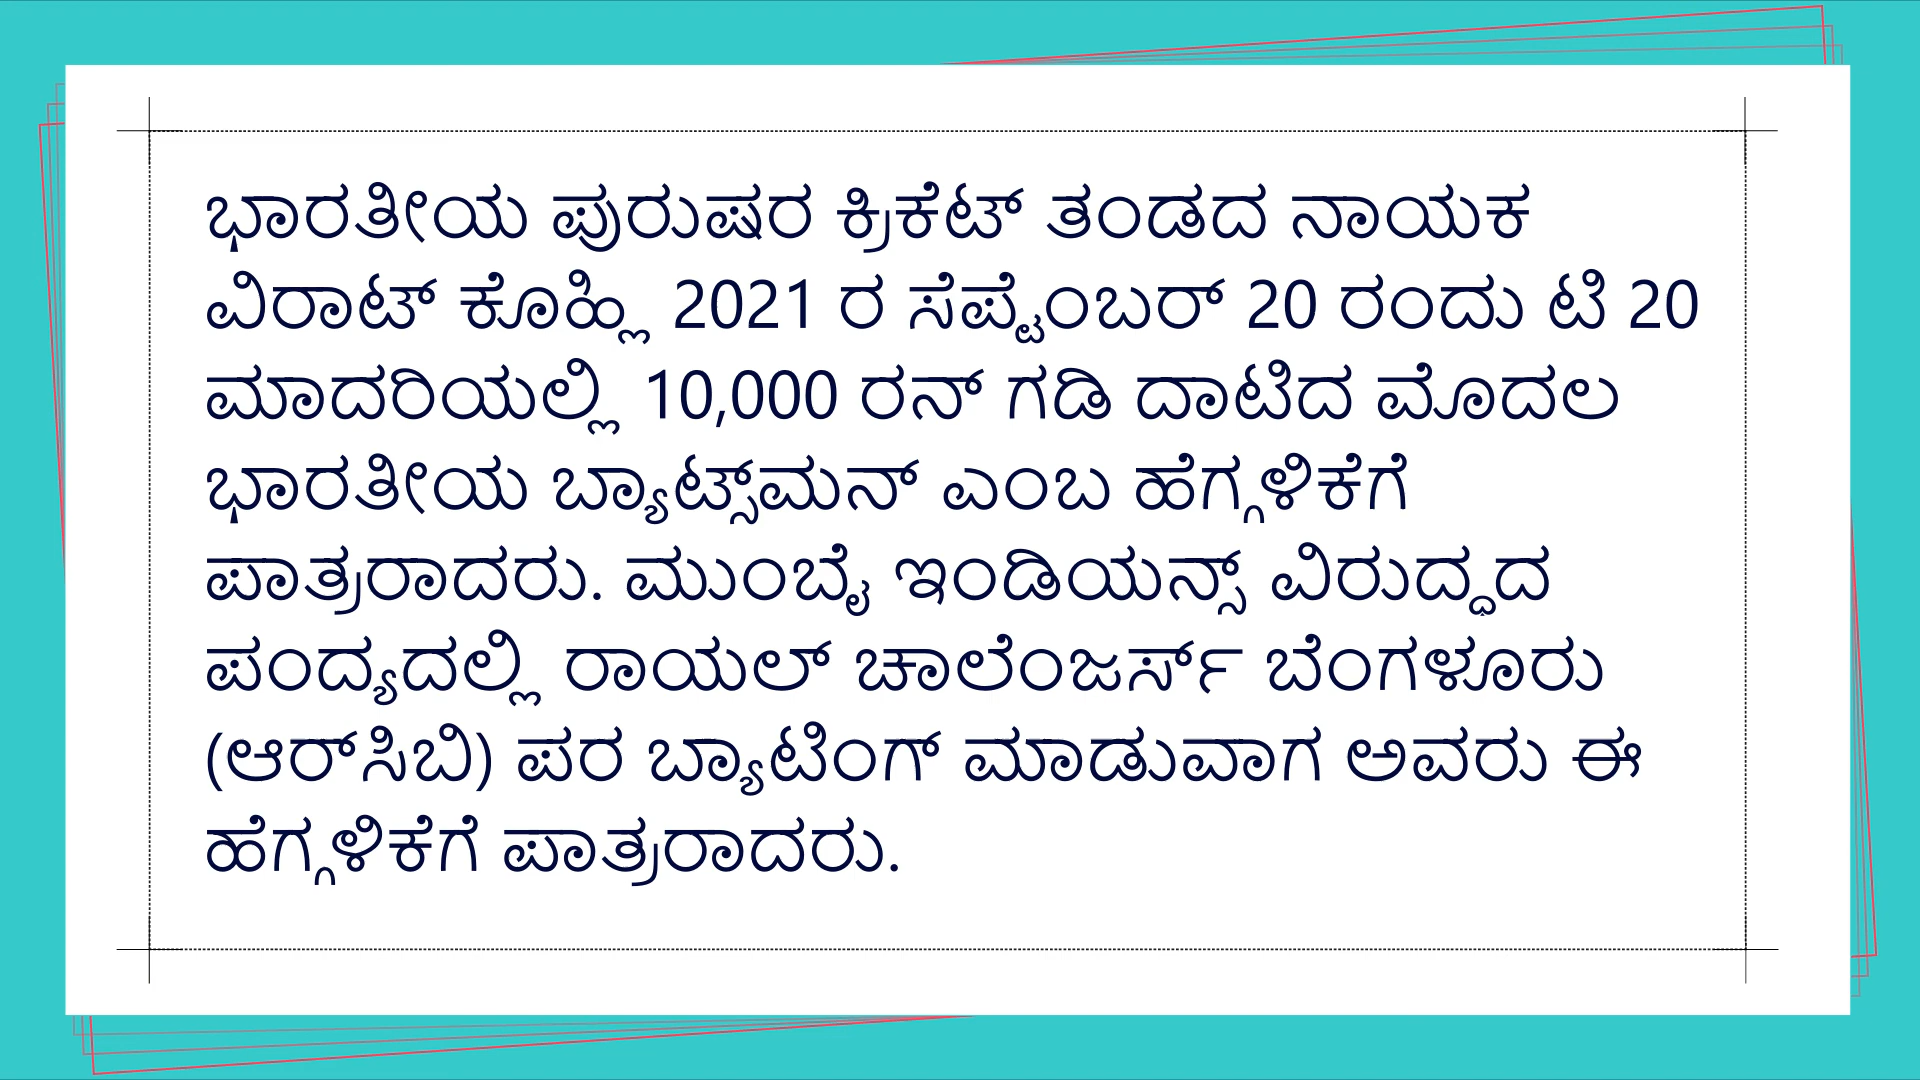 ಭಾರತೀಯ ಪುರುಷರ ಕ್ರಿಕೆಟ್ ತಂಡದ ನಾಯಕ
ವಿರಾಟ್ ಕೊಹ್ಲಿ 2021 ರ ಸೆಪ್ಟೆಂಬರ್ 20 ರಂದು ಟಿ 20
ಮಾದರಿಯಲ್ಲಿ 10,000 ರನ್ ಗಡಿ ದಾಟಿದ ಮೊದಲ
ಭಾರತೀಯ ಬ್ಯಾಟ್ಸ್‌ಮನ್ ಎಂಬ ಹೆಗ್ಗಳಿಕೆಗೆ
ಪಾತ್ರರಾದರು. ಮುಂಬೈ ಇಂಡಿಯನ್ಸ್ ವಿರುದ್ಧದ
ಪಂದ್ಯದಲ್ಲಿ ರಾಯಲ್ ಚಾಲೆಂಜರ್ಸ್ ಬೆಂಗಳೂರು
(ಆರ್‌ಸಿಬಿ) ಪರ ಬ್ಯಾಟಿಂಗ್ ಮಾಡುವಾಗ ಅವರು ಈ
ಹೆಗ್ಗಳಿಕೆಗೆ ಪಾತ್ರರಾದರು.